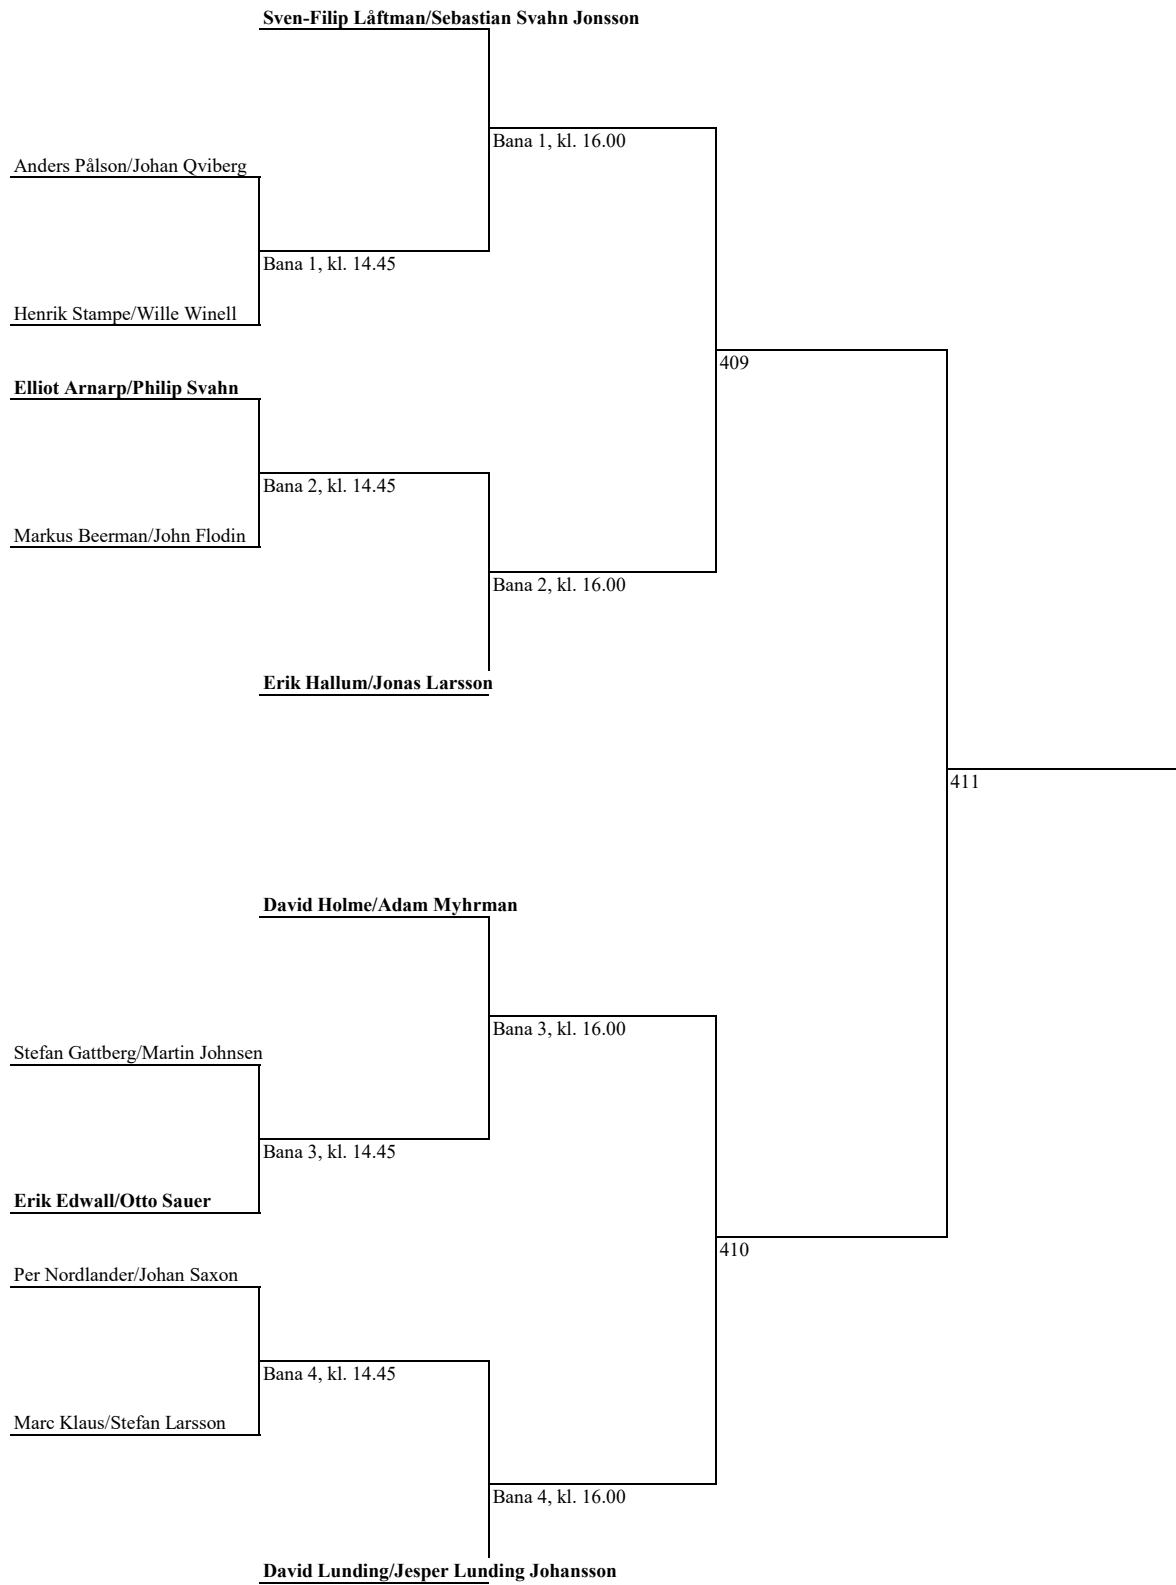 Sven-Filip Låftman/Sebastian Svahn Jonsson
Bana 1, kl. 16.00
Anders Pålson/Johan Qviberg
Bana 1, kl. 14.45
Henrik Stampe/Wille Winell
409
Elliot Arnarp/Philip Svahn
Bana 2, kl. 14.45
Markus Beerman/John Flodin
Bana 2, kl. 16.00
Erik Hallum/Jonas Larsson
411
David Holme/Adam Myhrman
Bana 3, kl. 16.00
Stefan Gattberg/Martin Johnsen
Bana 3, kl. 14.45
Erik Edwall/Otto Sauer
410
Per Nordlander/Johan Saxon
Bana 4, kl. 14.45
Marc Klaus/Stefan Larsson
Bana 4, kl. 16.00
David Lunding/Jesper Lunding Johansson